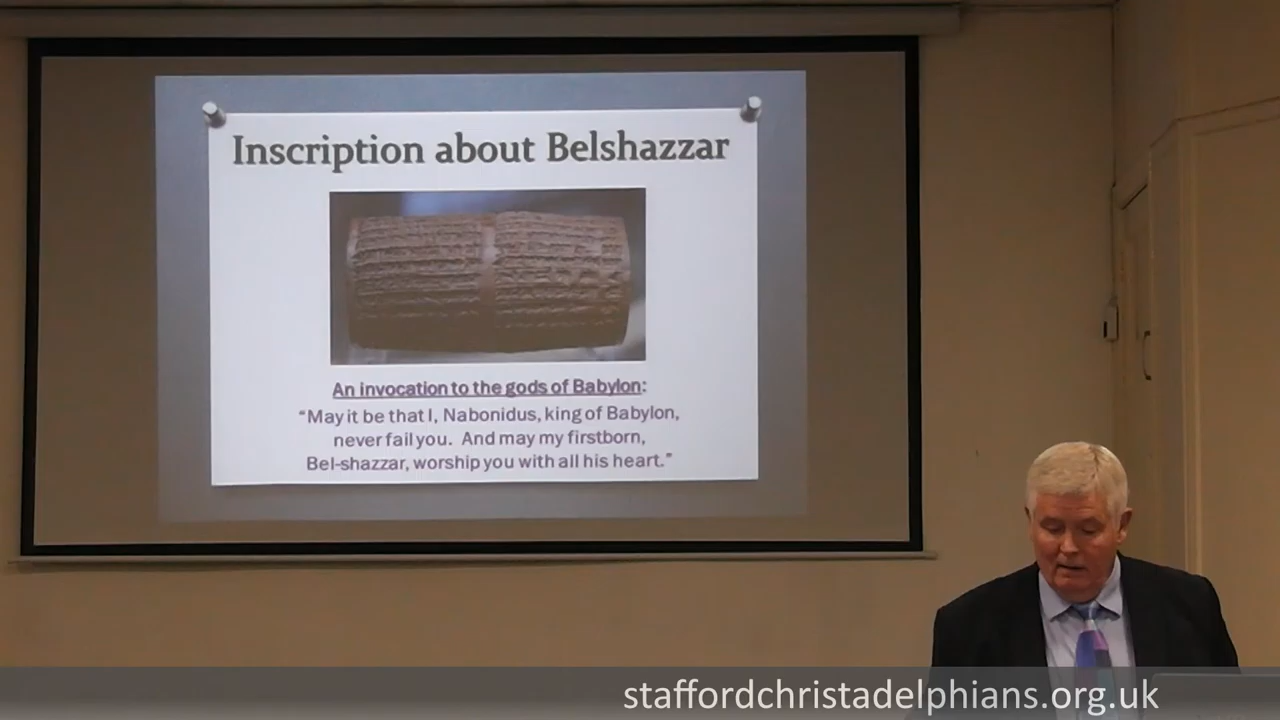 Inscription about Belshazzar
An invocation to the gods of Babylon:
“May it be that I, Nabonidus, king of Babylon,
never fail you. And may my firstborn,
Bel-shazzar, worship you with all his heart.”
staffordchristadelphians.org.uk